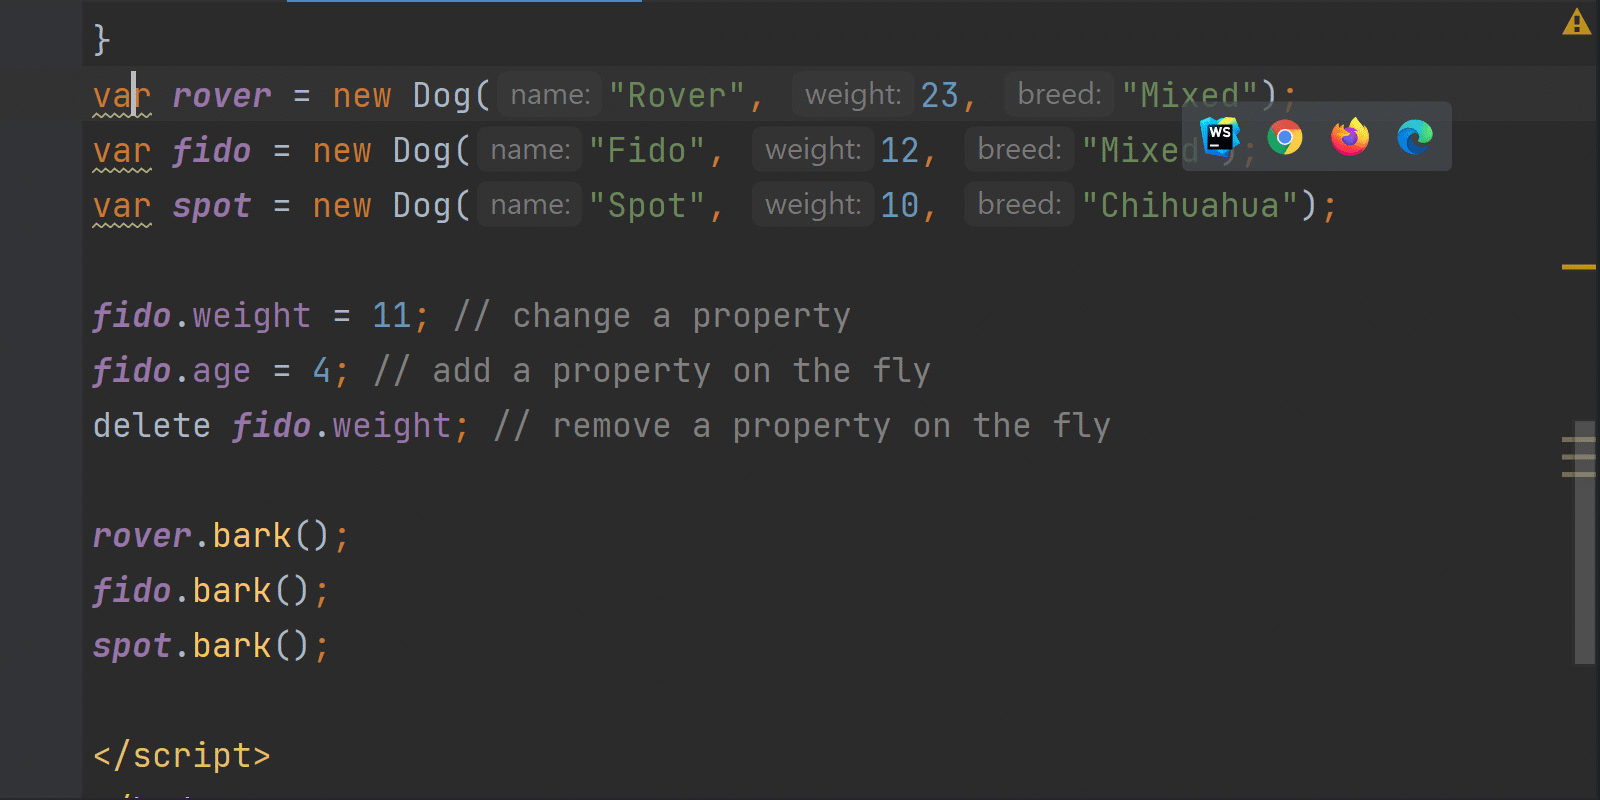 }
var rover = new Dog( name: "Rover", weight: 23, breed: "Mixed");
var fido = new Dog( name: "Fido", weight: 12, breed: "Mixed");
var spot = new Dog( name: "Spot", weight: 10, breed: "Chihuahua");
WS
fido.weight = 11; // change a property
fido.age = 4; // add a property on the fly
delete fido.weight; // remove a property on the fly
rover.bark();
fido.bark();
spot.bark();
</script>